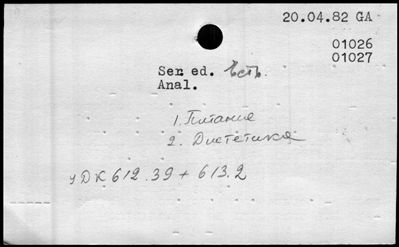 20.04.82 GA
01026
01027
Ser. ed. Есть.
Anal.
1. Питание
2. Диететика
УДК 612.39 + 613.2